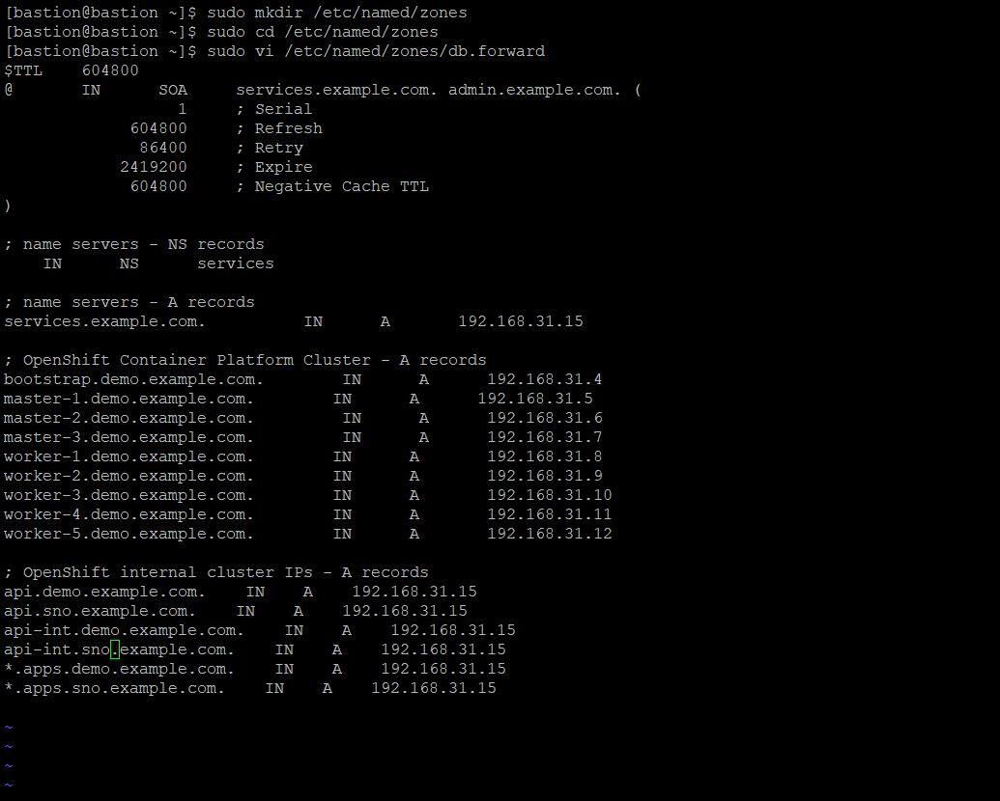 [bastion@bastion ~]$ sudo mkdir /etc/named/zones
[bastion@bastion ~]$ sudo cd /etc/named/zones
[bastion@bastion ~]$ sudo vi /etc/named/zones/db.forward
$TTL    604800
@       IN      SOA     services.example.com. admin.example.com. (
                  1     ; Serial
             604800     ; Refresh
              86400     ; Retry
            2419200     ; Expire
             604800     ; Negative Cache TTL
)
; name servers - NS records
    IN      NS      services
; name servers - A records
services.example.com.          IN      A       192.168.31.15
; OpenShift Container Platform Cluster - A records
bootstrap.demo.example.com.        IN      A      192.168.31.4
master-1.demo.example.com.        IN      A      192.168.31.5
master-2.demo.example.com.         IN      A      192.168.31.6
master-3.demo.example.com.         IN      A      192.168.31.7
worker-1.demo.example.com.        IN      A       192.168.31.8
worker-2.demo.example.com.        IN      A       192.168.31.9
worker-3.demo.example.com.        IN      A       192.168.31.10
worker-4.demo.example.com.        IN      A       192.168.31.11
worker-5.demo.example.com.        IN      A       192.168.31.12
; OpenShift internal cluster IPs - A records
api.demo.example.com.    IN    A    192.168.31.15
api.sno.example.com.    IN    A    192.168.31.15
api-int.demo.example.com.    IN    A    192.168.31.15
api-int.sno.example.com.    IN    A    192.168.31.15
*.apps.demo.example.com.    IN    A    192.168.31.15
*.apps.sno.example.com.    IN    A    192.168.31.15
~
~
~
~